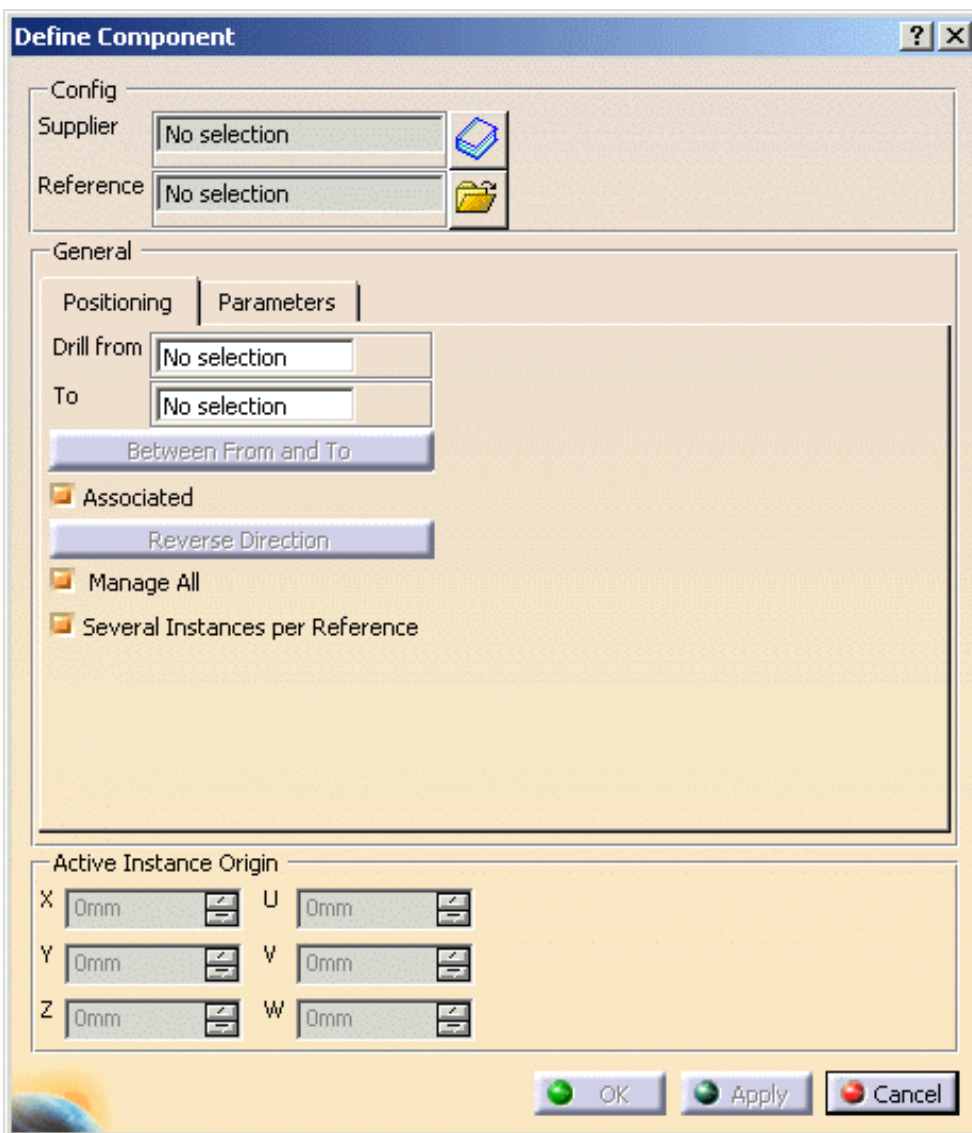 Define Component
Config
Supplier No selection
Reference No selection
General
Positioning Parameters
Drill from No selection
To No selection
Between From and To
Associated
Reverse Direction
Manage All
Several Instances per Reference
Active Instance Origin
X 0mm U 0mm
Y 0mm V 0mm
Z 0mm W 0mm
OK Apply Cancel